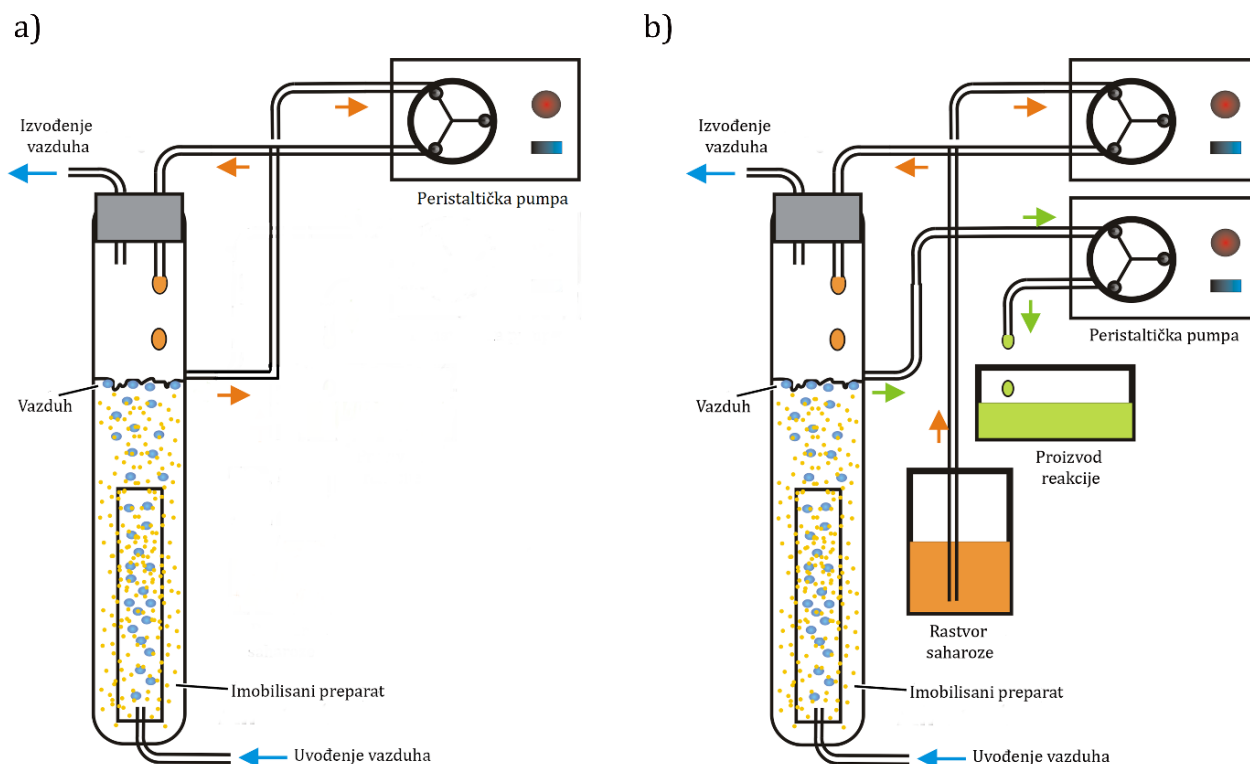 a)
Izvođenje
vazduha
Peristaltička pumpa
Vazduh
Imobilisani preparat
Uvođenje vazduha
b)
Izvođenje
vazduha
Peristaltička pumpa
Vazduh
Proizvod
reakcije
Rastvor
saharoze
Imobilisani preparat
Uvođenje vazduha